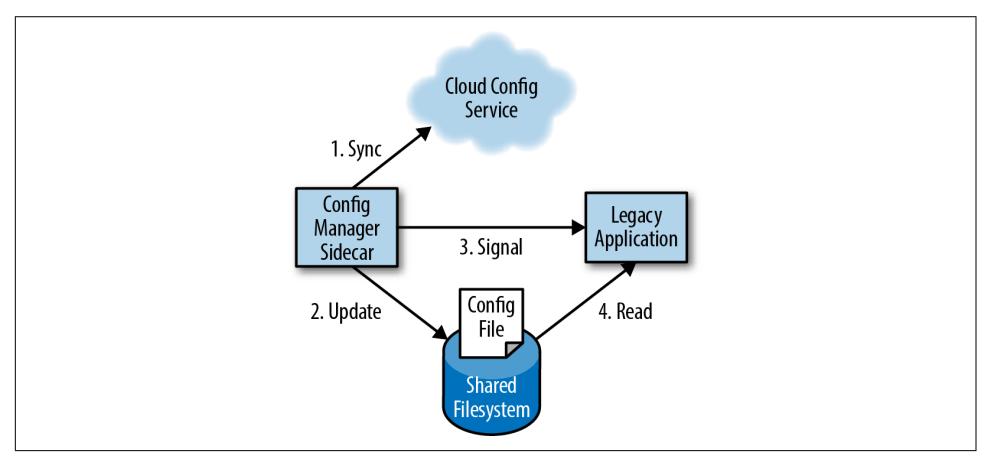 Cloud Config
Service
1. Sync
Config
Manager
Sidecar
3. Signal
Legacy
Application
2. Update
Config
File
4. Read
Shared
Filesystem